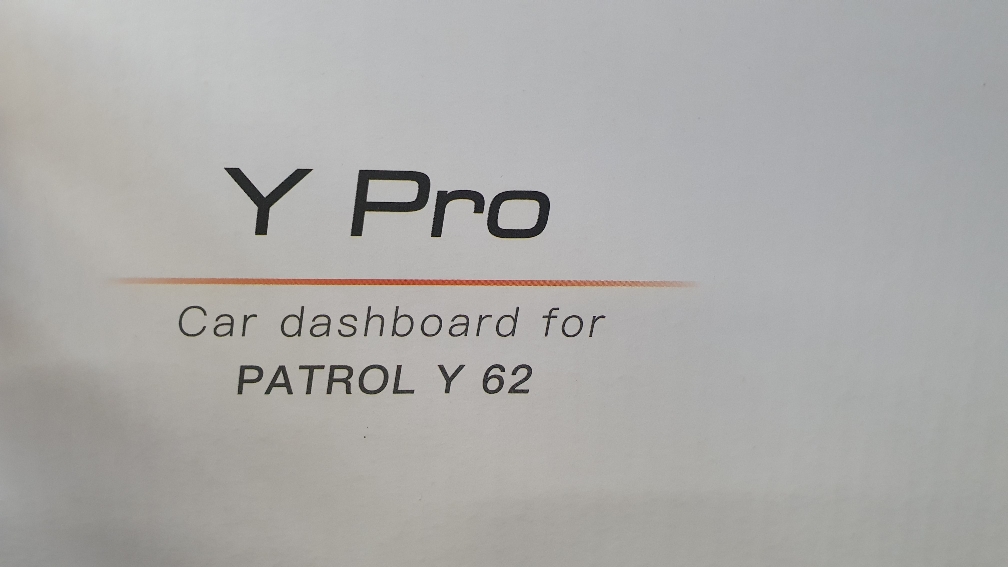 Y Pro
Car dashboard for
PATROL Y 62